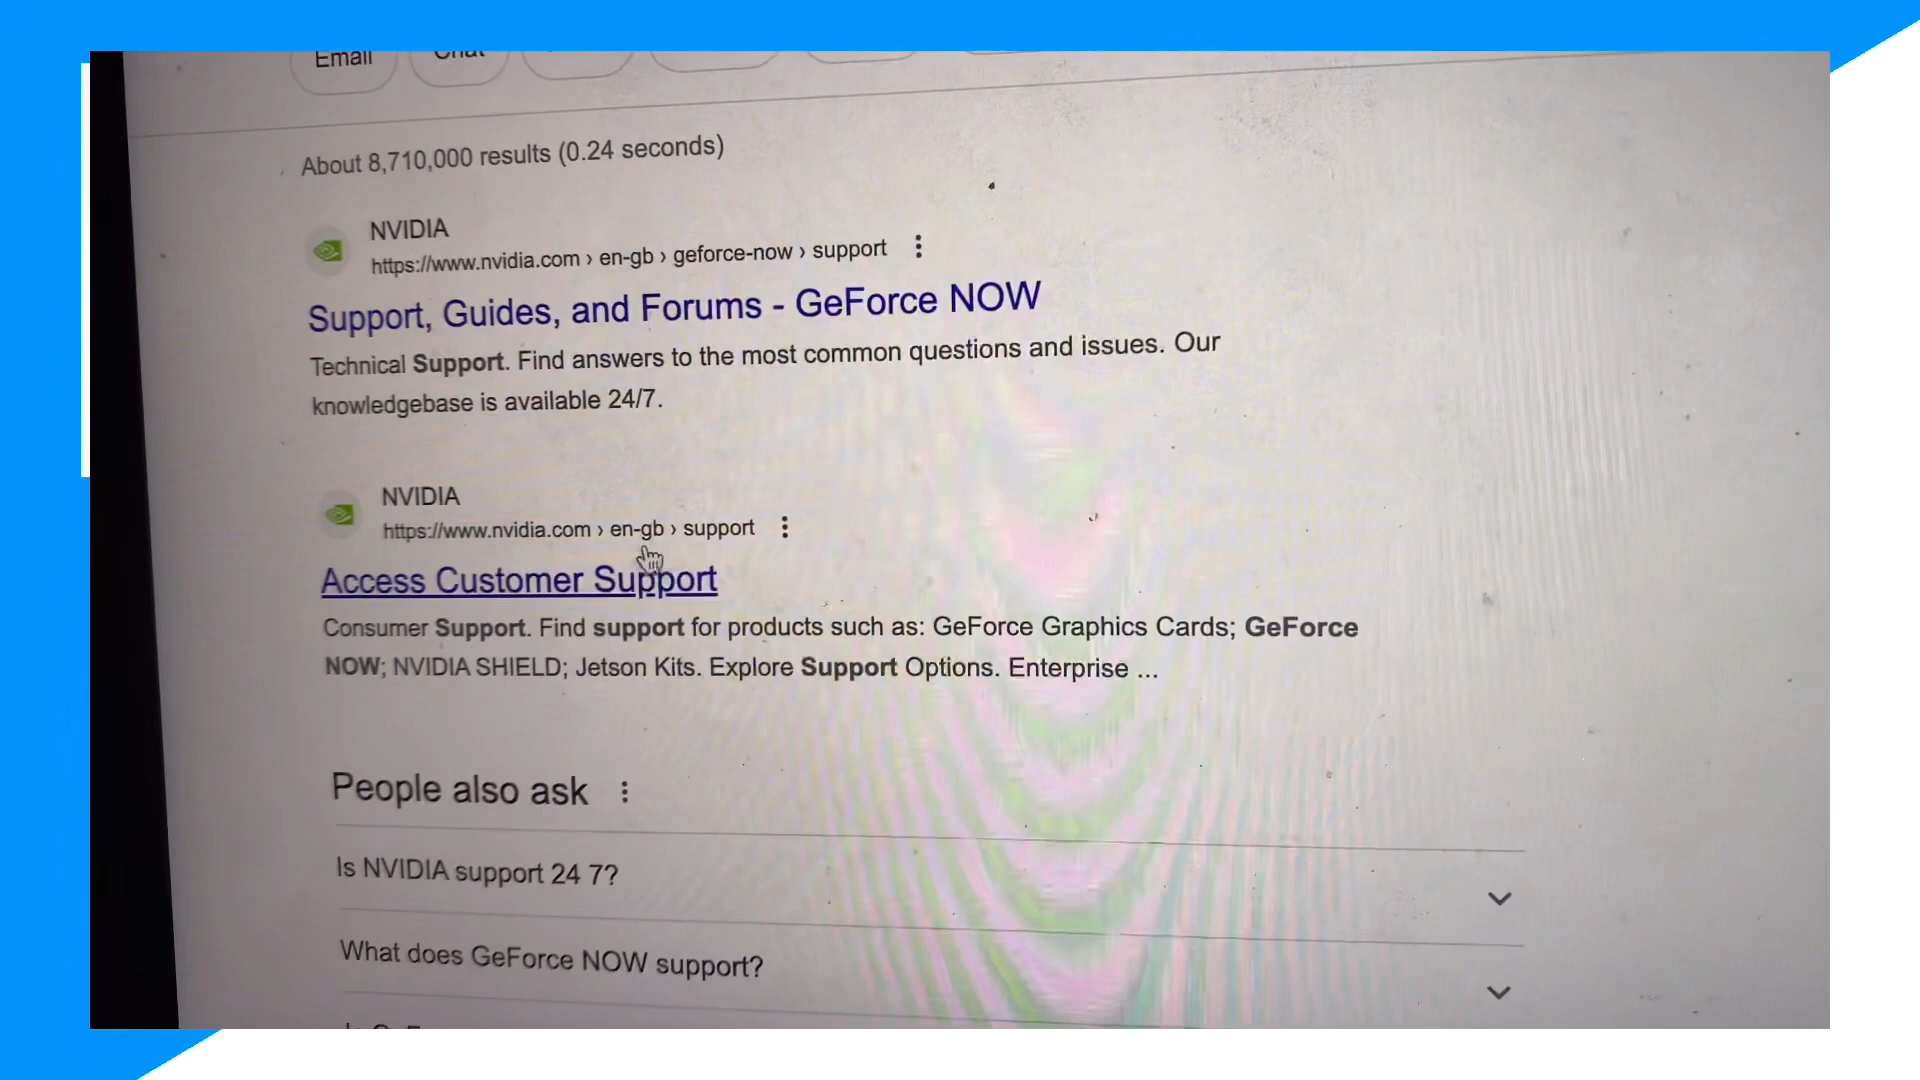 Email
Chat
About 8,710,000 results (0.24 seconds)
NVIDIA
https://www.nvidia.com › en-gb › geforce-now › support
Support, Guides, and Forums - GeForce NOW
Technical Support. Find answers to the most common questions and issues. Our
knowledgebase is available 24/7.
NVIDIA
https://www.nvidia.com › en-gb › support
Access Customer Support
Consumer Support. Find support for products such as: GeForce Graphics Cards; GeForce
NOW; NVIDIA SHIELD; Jetson Kits. Explore Support Options. Enterprise ...
People also ask
Is NVIDIA support 24 7?
What does GeForce NOW support?